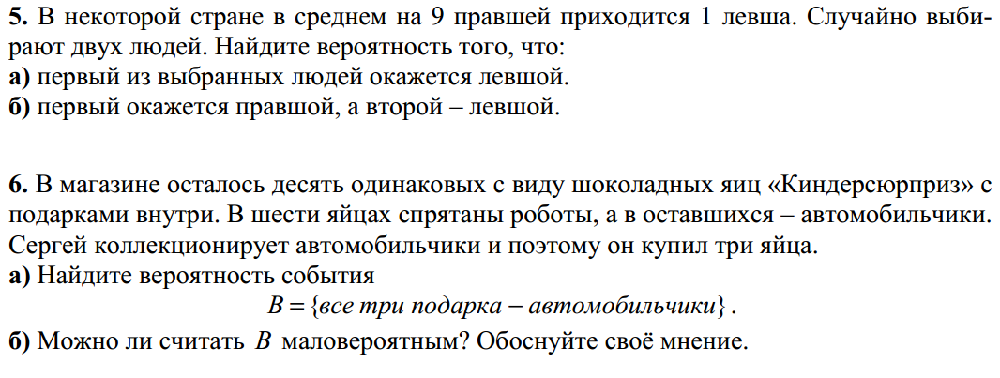 5. В некоторой стране в среднем на 9 правшей приходится 1 левша. Случайно выби-
рают двух людей. Найдите вероятность того, что:
а) первый из выбранных людей окажется левшой.
б) первый окажется правшой, а второй – левшой.
6. В магазине осталось десять одинаковых с виду шоколадных яиц «Киндерсюрприз» с
подарками внутри. В шести яйцах спрятаны роботы, а в оставшихся – автомобильчики.
Сергей коллекционирует автомобильчики и поэтому он купил три яйца.
а) Найдите вероятность события
B = {все три подарка − автомобильчики} .
б) Можно ли считать B маловероятным? Обоснуйте своё мнение.